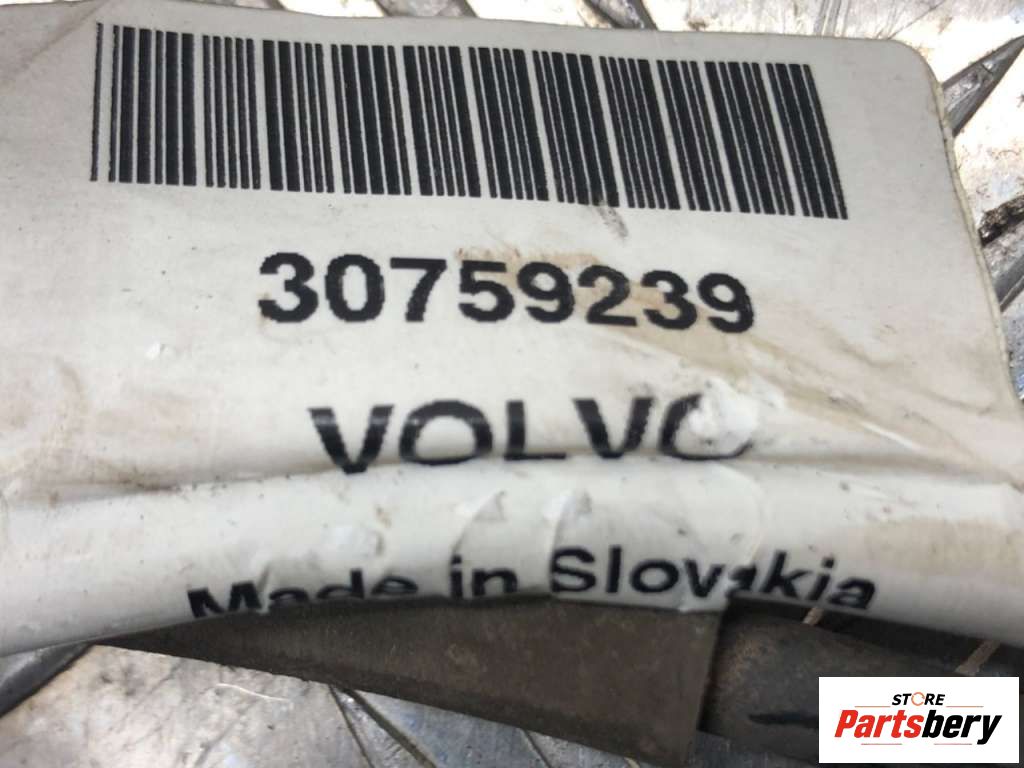 30759239
VOLVO
Made in Slovakia
STORE
Partsbery